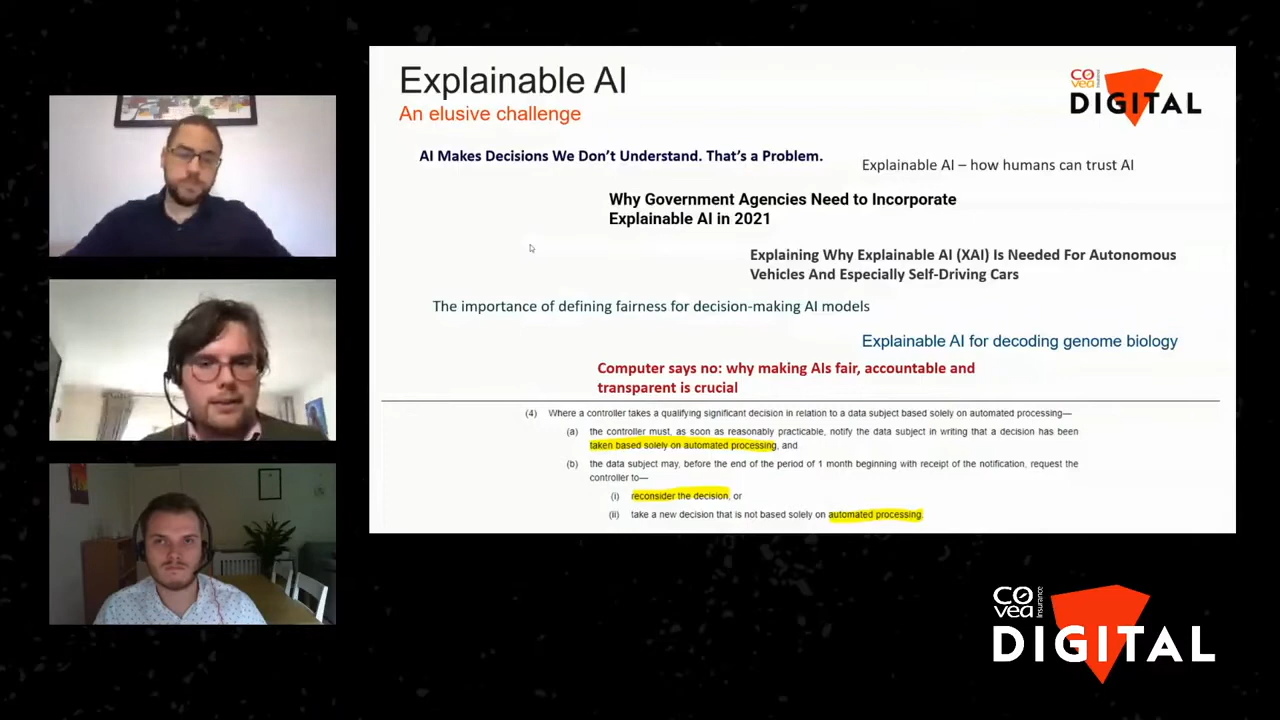 Explainable AI
An elusive challenge
covea
Insurance
DIGITAL
AI Makes Decisions We Don't Understand. That's a Problem.
Explainable AI – how humans can trust AI
Why Government Agencies Need to Incorporate
Explainable AI in 2021
Explaining Why Explainable AI (XAI) Is Needed For Autonomous
Vehicles And Especially Self-Driving Cars
The importance of defining fairness for decision-making AI models
Explainable AI for decoding genome biology
Computer says no: why making AIs fair, accountable and
transparent is crucial
(4) Where a controller takes a qualifying significant decision in relation to a data subject based solely on automated processing—
(a) the controller must, as soon as reasonably practicable, notify the data subject in writing that a decision has been
taken based solely on automated processing, and
(b) the data subject may, before the end of the period of 1 month beginning with receipt of the notification, request the
controller to—
(i) reconsider the decision, or
(ii) take a new decision that is not based solely on automated processing.
covea
Insurance
DIGITAL